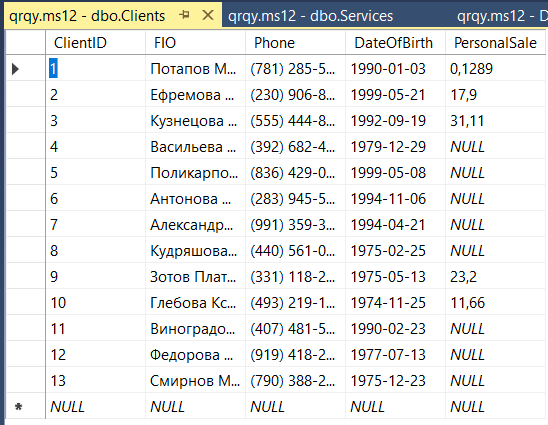 qrqy.ms12 - dbo.Clients qrqy.ms12 - dbo.Services qrqy.ms12 - D
ClientID FIO Phone DateOfBirth PersonalSale
1 Потапов М... (781) 285-5... 1990-01-03 0,1289
2 Ефремова ... (230) 906-8... 1999-05-21 17,9
3 Кузнецова ... (555) 444-8... 1992-09-19 31,11
4 Васильева ... (392) 682-4... 1979-12-29 NULL
5 Поликарпо... (836) 429-0... 1999-05-08 NULL
6 Антонова ... (283) 945-5... 1994-11-06 NULL
7 Александр... (991) 359-3... 1994-04-21 NULL
8 Кудряшова... (440) 561-0... 1975-02-25 NULL
9 Зотов Плат... (331) 118-2... 1975-05-13 23,2
10 Глебова Кс... (493) 219-1... 1974-11-25 11,66
11 Виноградо... (407) 481-5... 1990-02-23 NULL
12 Федорова ... (919) 418-2... 1977-07-13 NULL
13 Смирнов М... (790) 388-2... 1975-12-23 NULL
NULL NULL NULL NULL NULL